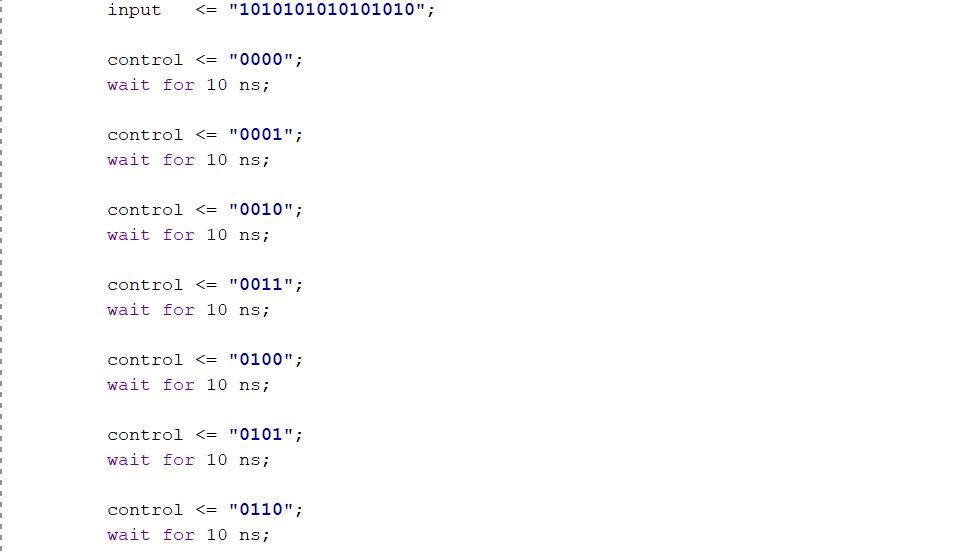 input   <= "1010101010101010";
control <= "0000";
wait for 10 ns;
control <= "0001";
wait for 10 ns;
control <= "0010";
wait for 10 ns;
control <= "0011";
wait for 10 ns;
control <= "0100";
wait for 10 ns;
control <= "0101";
wait for 10 ns;
control <= "0110";
wait for 10 ns;